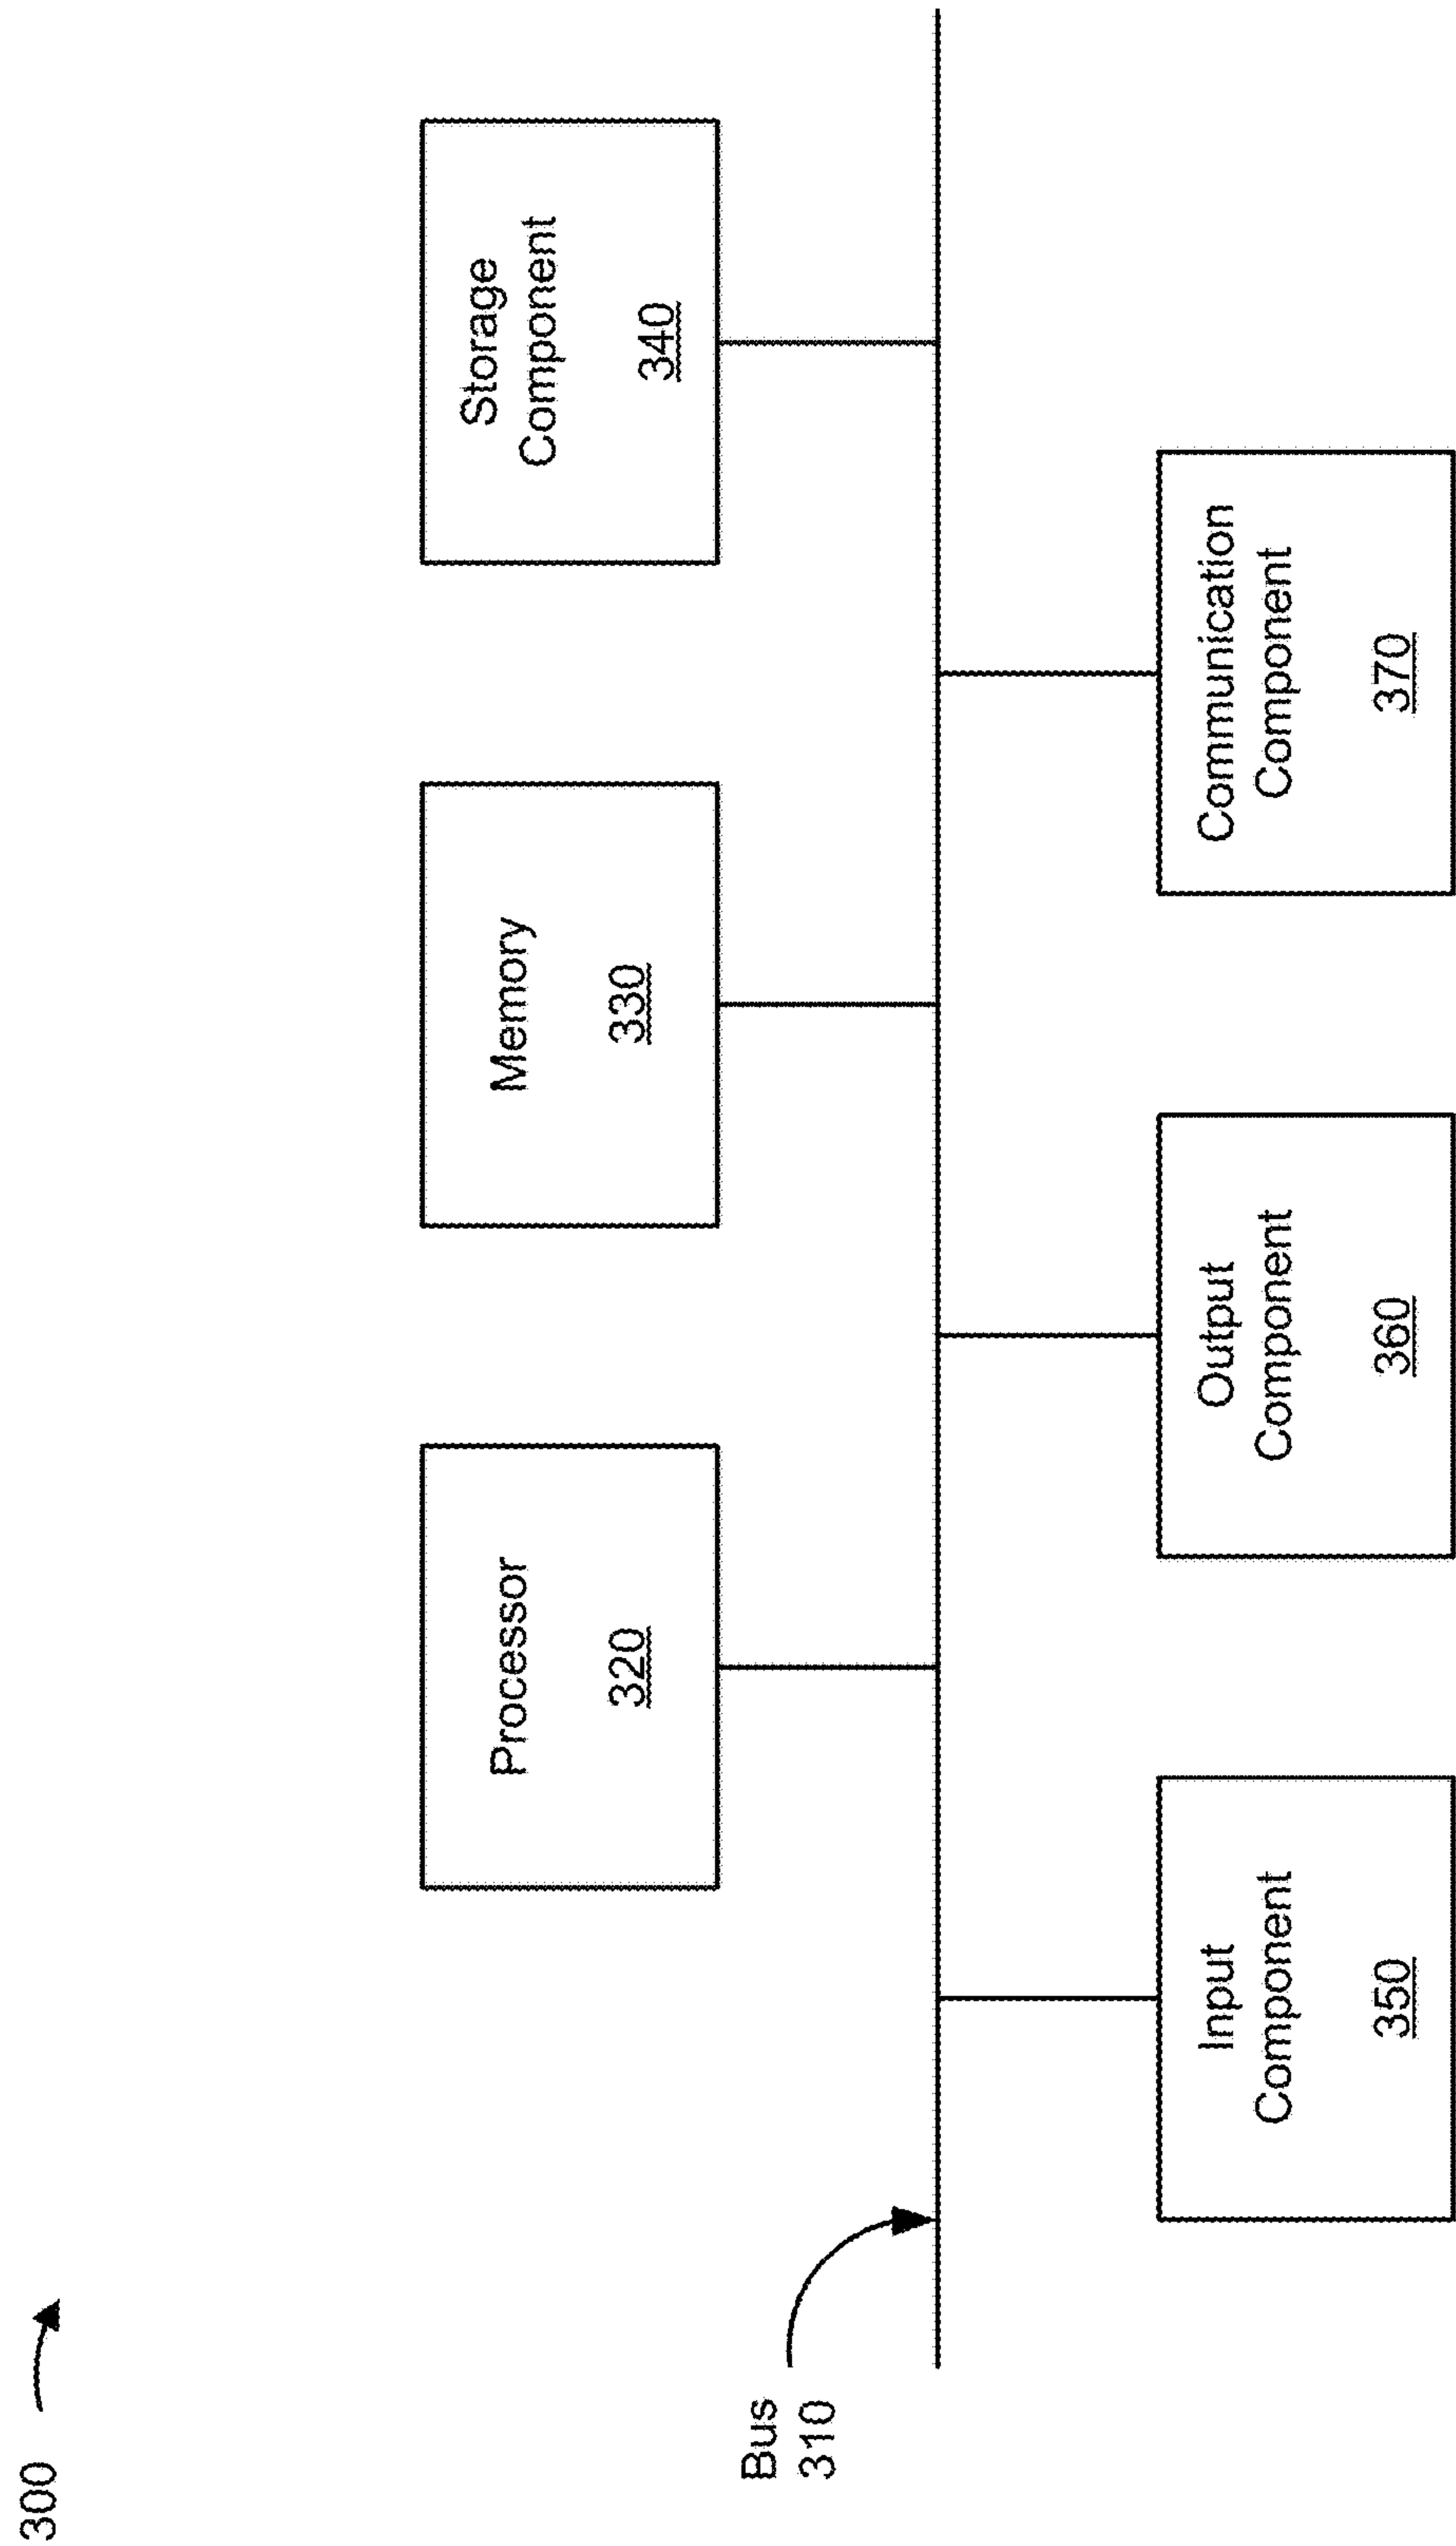 300
Processor
320
Memory
330
Storage
Component
340
Bus
310
Input
Component
350
Output
Component
360
Communication
Component
370